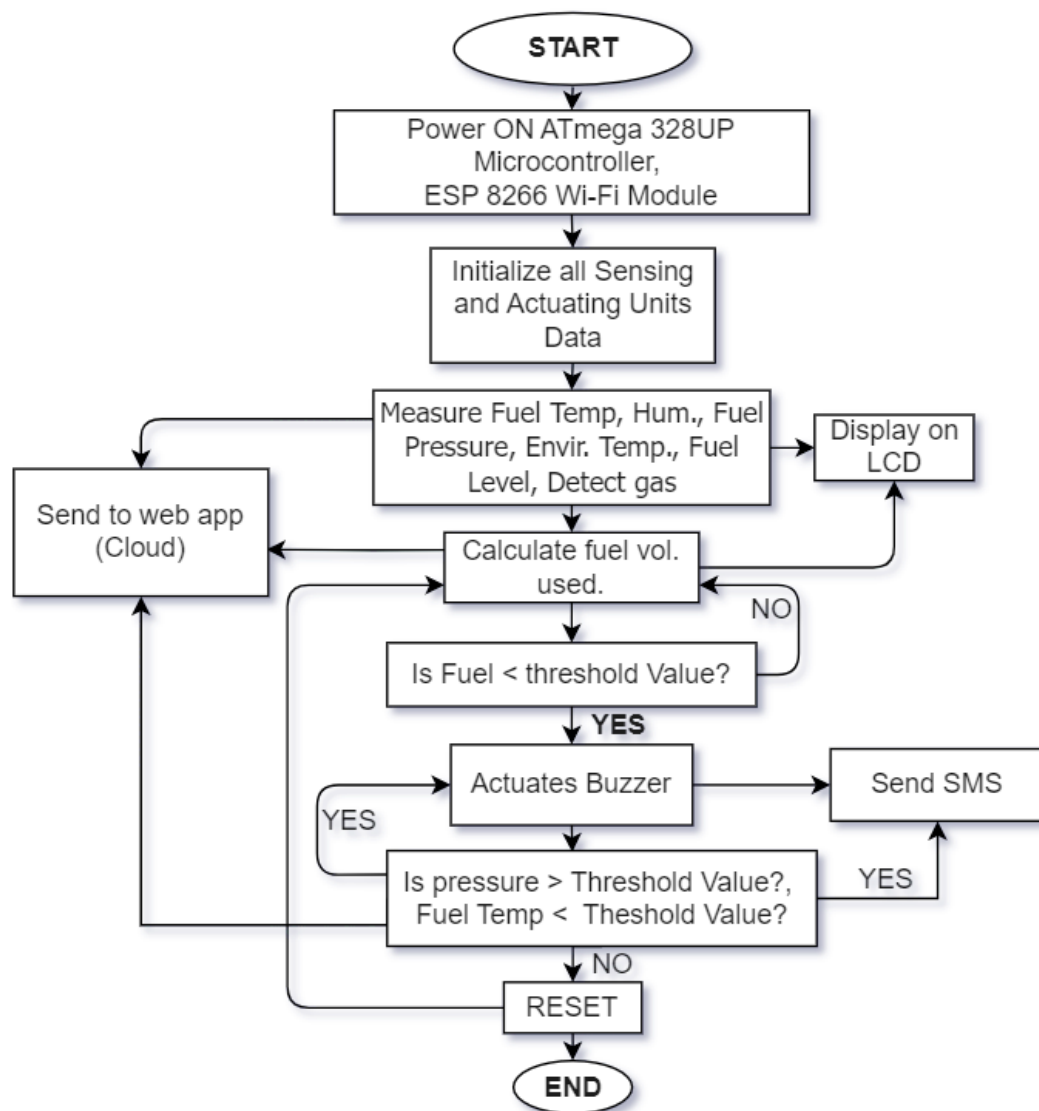 START
Power ON ATmega 328UP
Microcontroller,
ESP 8266 Wi-Fi Module
Initialize all Sensing
and Actuating Units
Data
Measure Fuel Temp, Hum., Fuel
Pressure, Envir. Temp., Fuel
Level, Detect gas
Display on
LCD
Send to web app
(Cloud)
Calculate fuel vol.
used.
NO
Is Fuel < threshold Value?
YES
Actuates Buzzer
Send SMS
YES
Is pressure > Threshold Value?,
Fuel Temp < Theshold Value?
YES
NO
RESET
END